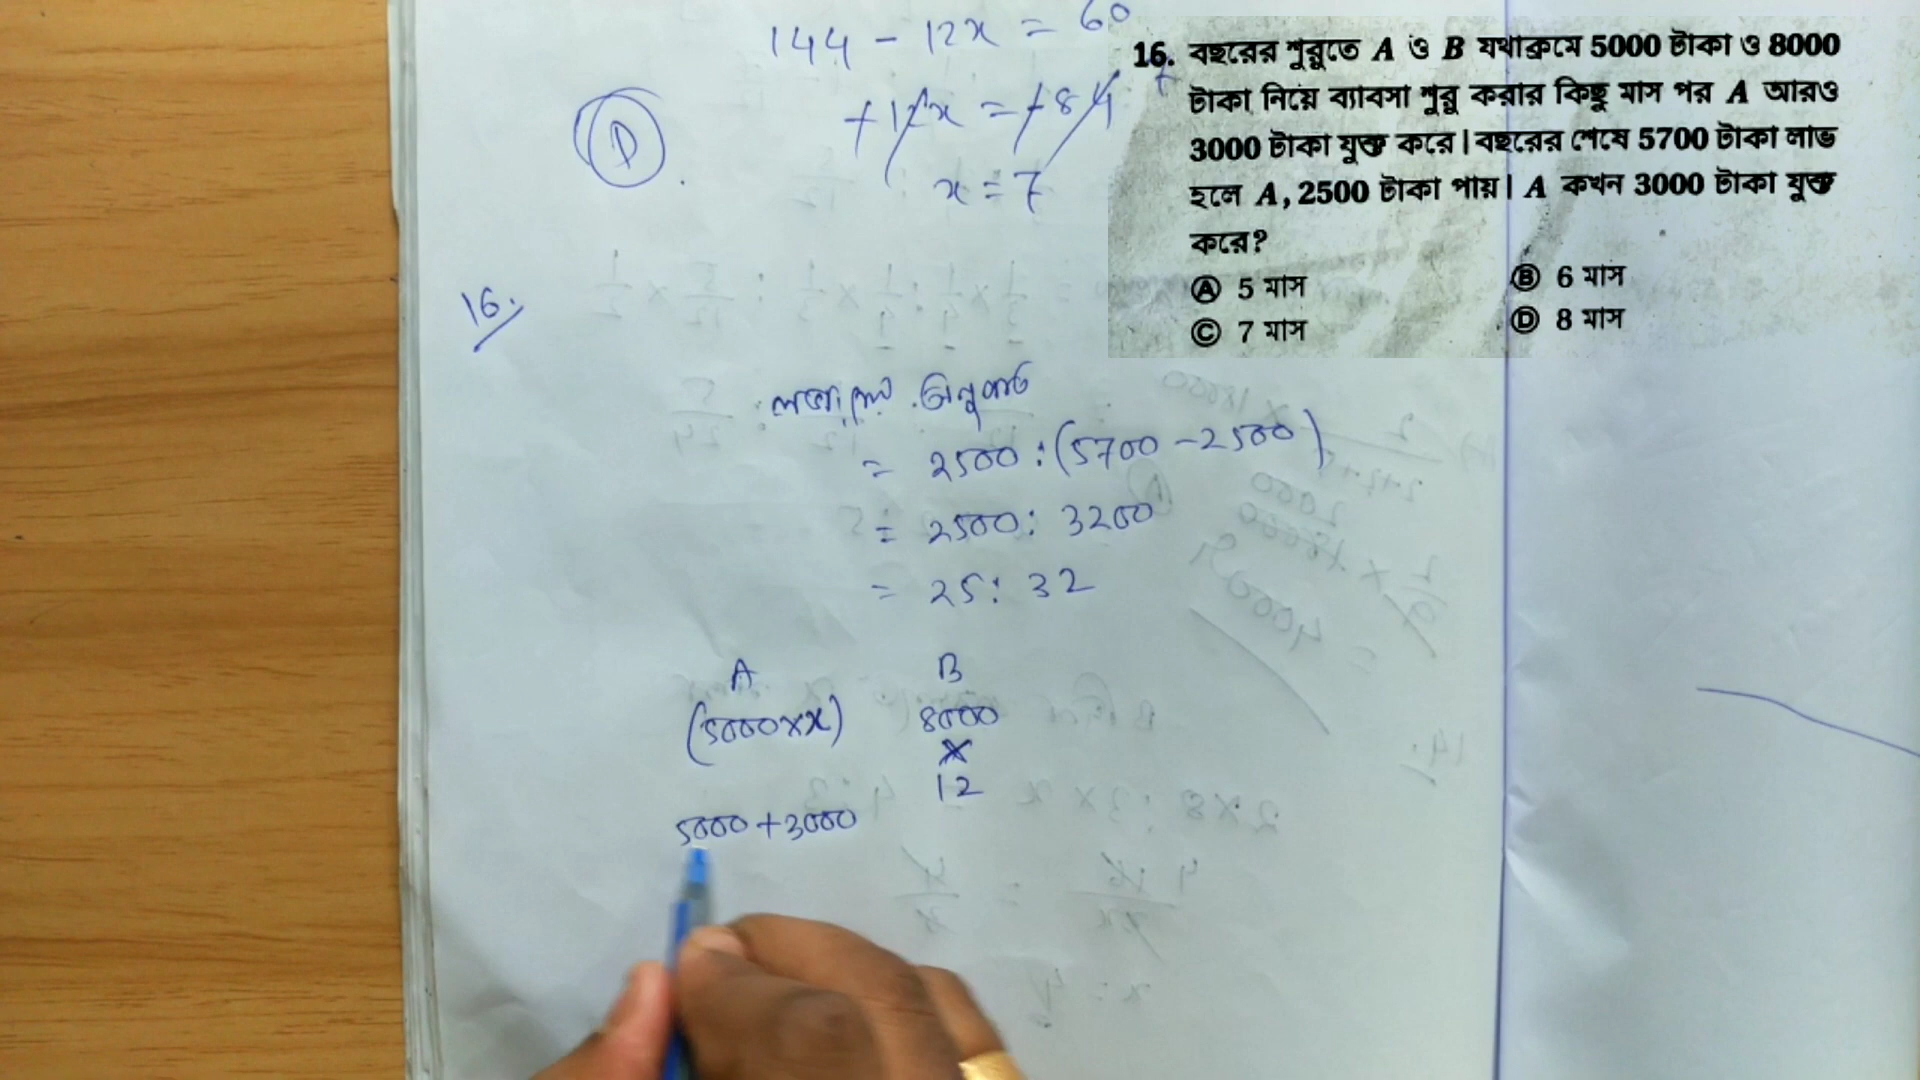 144 - 12x = 60
+12x = +84
x = 7
D
16. বছরের শুরুতে A ও B যথাক্রমে 5000 টাকা ও 8000
টাকা নিয়ে ব্যাবসা শুরু করার কিছু মাস পর A আরও
3000 টাকা যুক্ত করে। বছরের শেষে 5700 টাকা লাভ
হলে A, 2500 টাকা পায়। A কখন 3000 টাকা যুক্ত
করে?
Ⓐ 5 মাস Ⓑ 6 মাস
Ⓒ 7 মাস Ⓓ 8 মাস
16.
লভ্যাংশের অনুপাত
= 2500 : (5700 - 2500)
= 2500 : 3200
= 25 : 32
A B
(5000×x) 8000
×
12
5000 + 3000